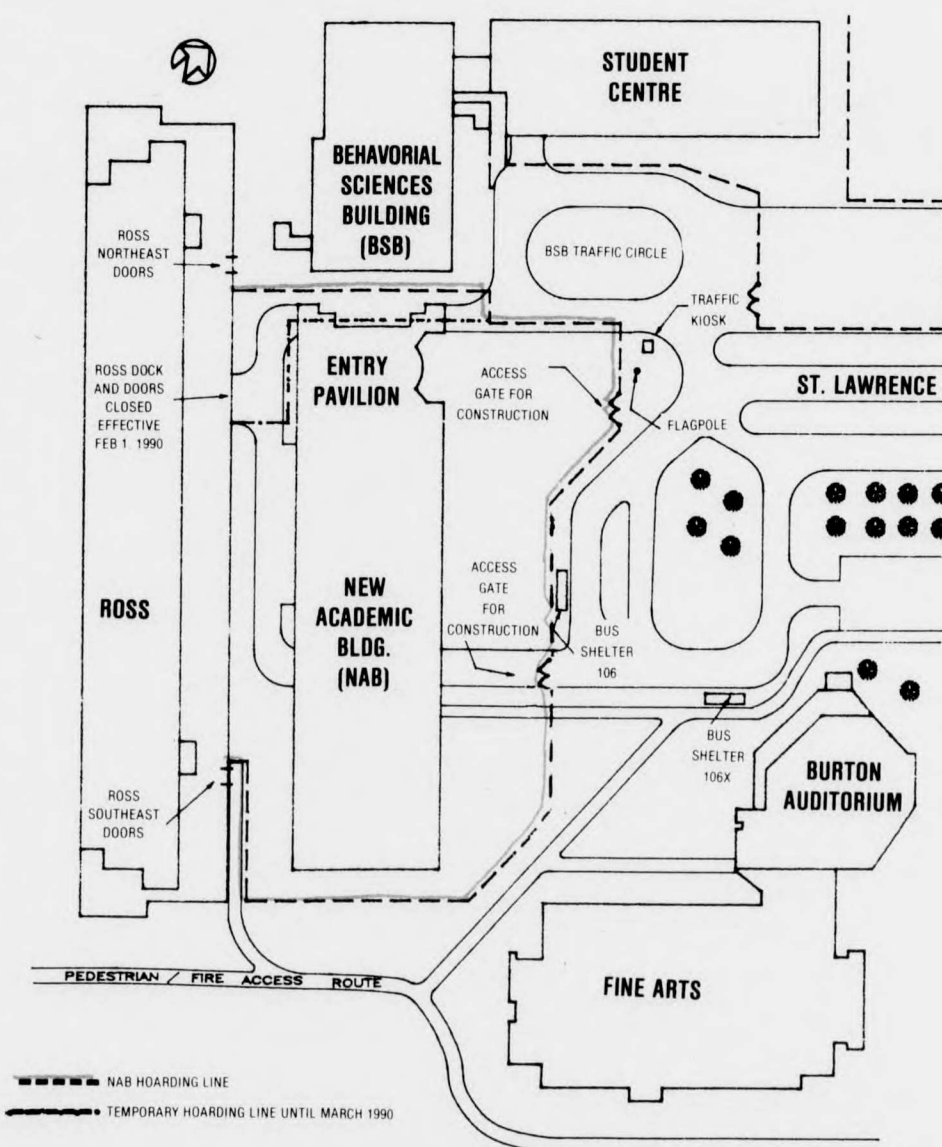 STUDENT
CENTRE
BEHAVORIAL
SCIENCES
BUILDING
(BSB)
ROSS
NORTHEAST
DOORS
BSB TRAFFIC CIRCLE
TRAFFIC
KIOSK
ENTRY
PAVILION
ROSS DOCK
AND DOORS
CLOSED
EFFECTIVE
FEB 1. 1990
ACCESS
GATE FOR
CONSTRUCTION
ST. LAWRENCE
FLAGPOLE
ROSS
NEW
ACADEMIC
BLDG.
(NAB)
ACCESS
GATE
FOR
CONSTRUCTION
BUS
SHELTER
106
BUS
SHELTER
106X
BURTON
AUDITORIUM
ROSS
SOUTHEAST
DOORS
PEDESTRIAN / FIRE ACCESS ROUTE
FINE ARTS
NAB HOARDING LINE
TEMPORARY HOARDING LINE UNTIL MARCH 1990